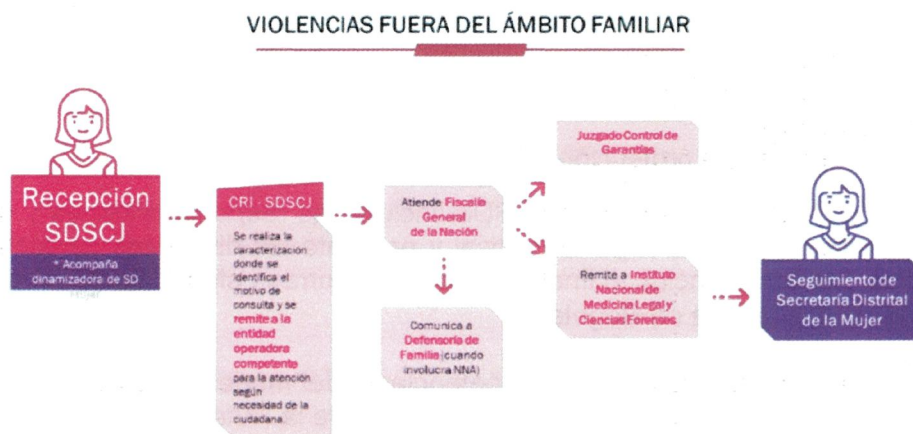 VIOLENCIAS FUERA DEL ÁMBITO FAMILIAR
Recepción
SDSCJ
* Acompaña
dinamizadora de SD
Mujer
CRI - SDSCJ
Se realiza la
caracterización
donde se
identifica el
motivo de
consulta y se
remite a la
entidad
operadora
competente
para la atención
según
necesidad de la
ciudadana.
Atiende Fiscalía
General
de la Nación
Comunica a
Defensoría de
Familia (cuando
involucra NNA)
Juzgado Control de
Garantías
Remite a Instituto
Nacional de
Medicina Legal y
Ciencias Forenses
Seguimiento de
Secretaría Distrital
de la Mujer